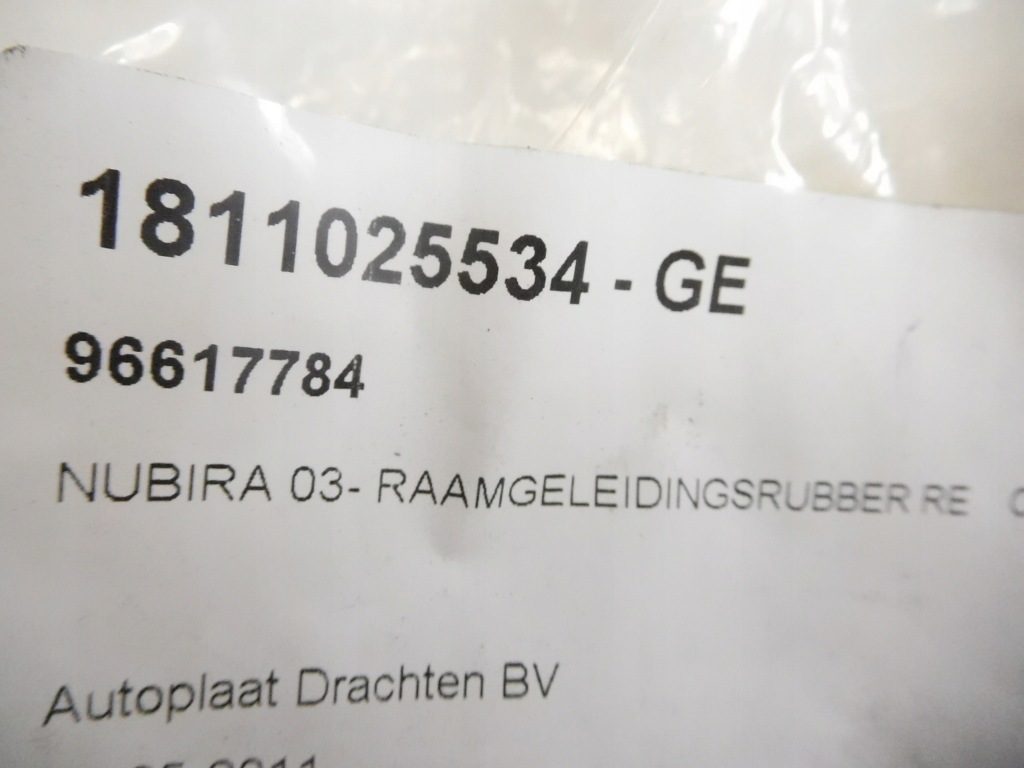 1811025534 - GE
96617784
NUBIRA 03- RAAMGELEIDINGSRUBBER RE
Autoplaat Drachten BV